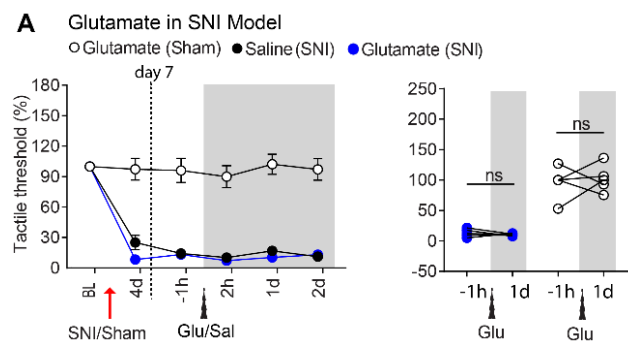 A Glutamate in SNI Model
Glutamate (Sham) Saline (SNI) Glutamate (SNI)
day 7
Tactile threshold (%)
180
150
120
90
60
30
0
BL 4d -1h 2h 1d 2d
SNI/Sham Glu/Sal
250
200
150
100
50
0
-50
ns
ns
-1h 1d -1h 1d
Glu Glu